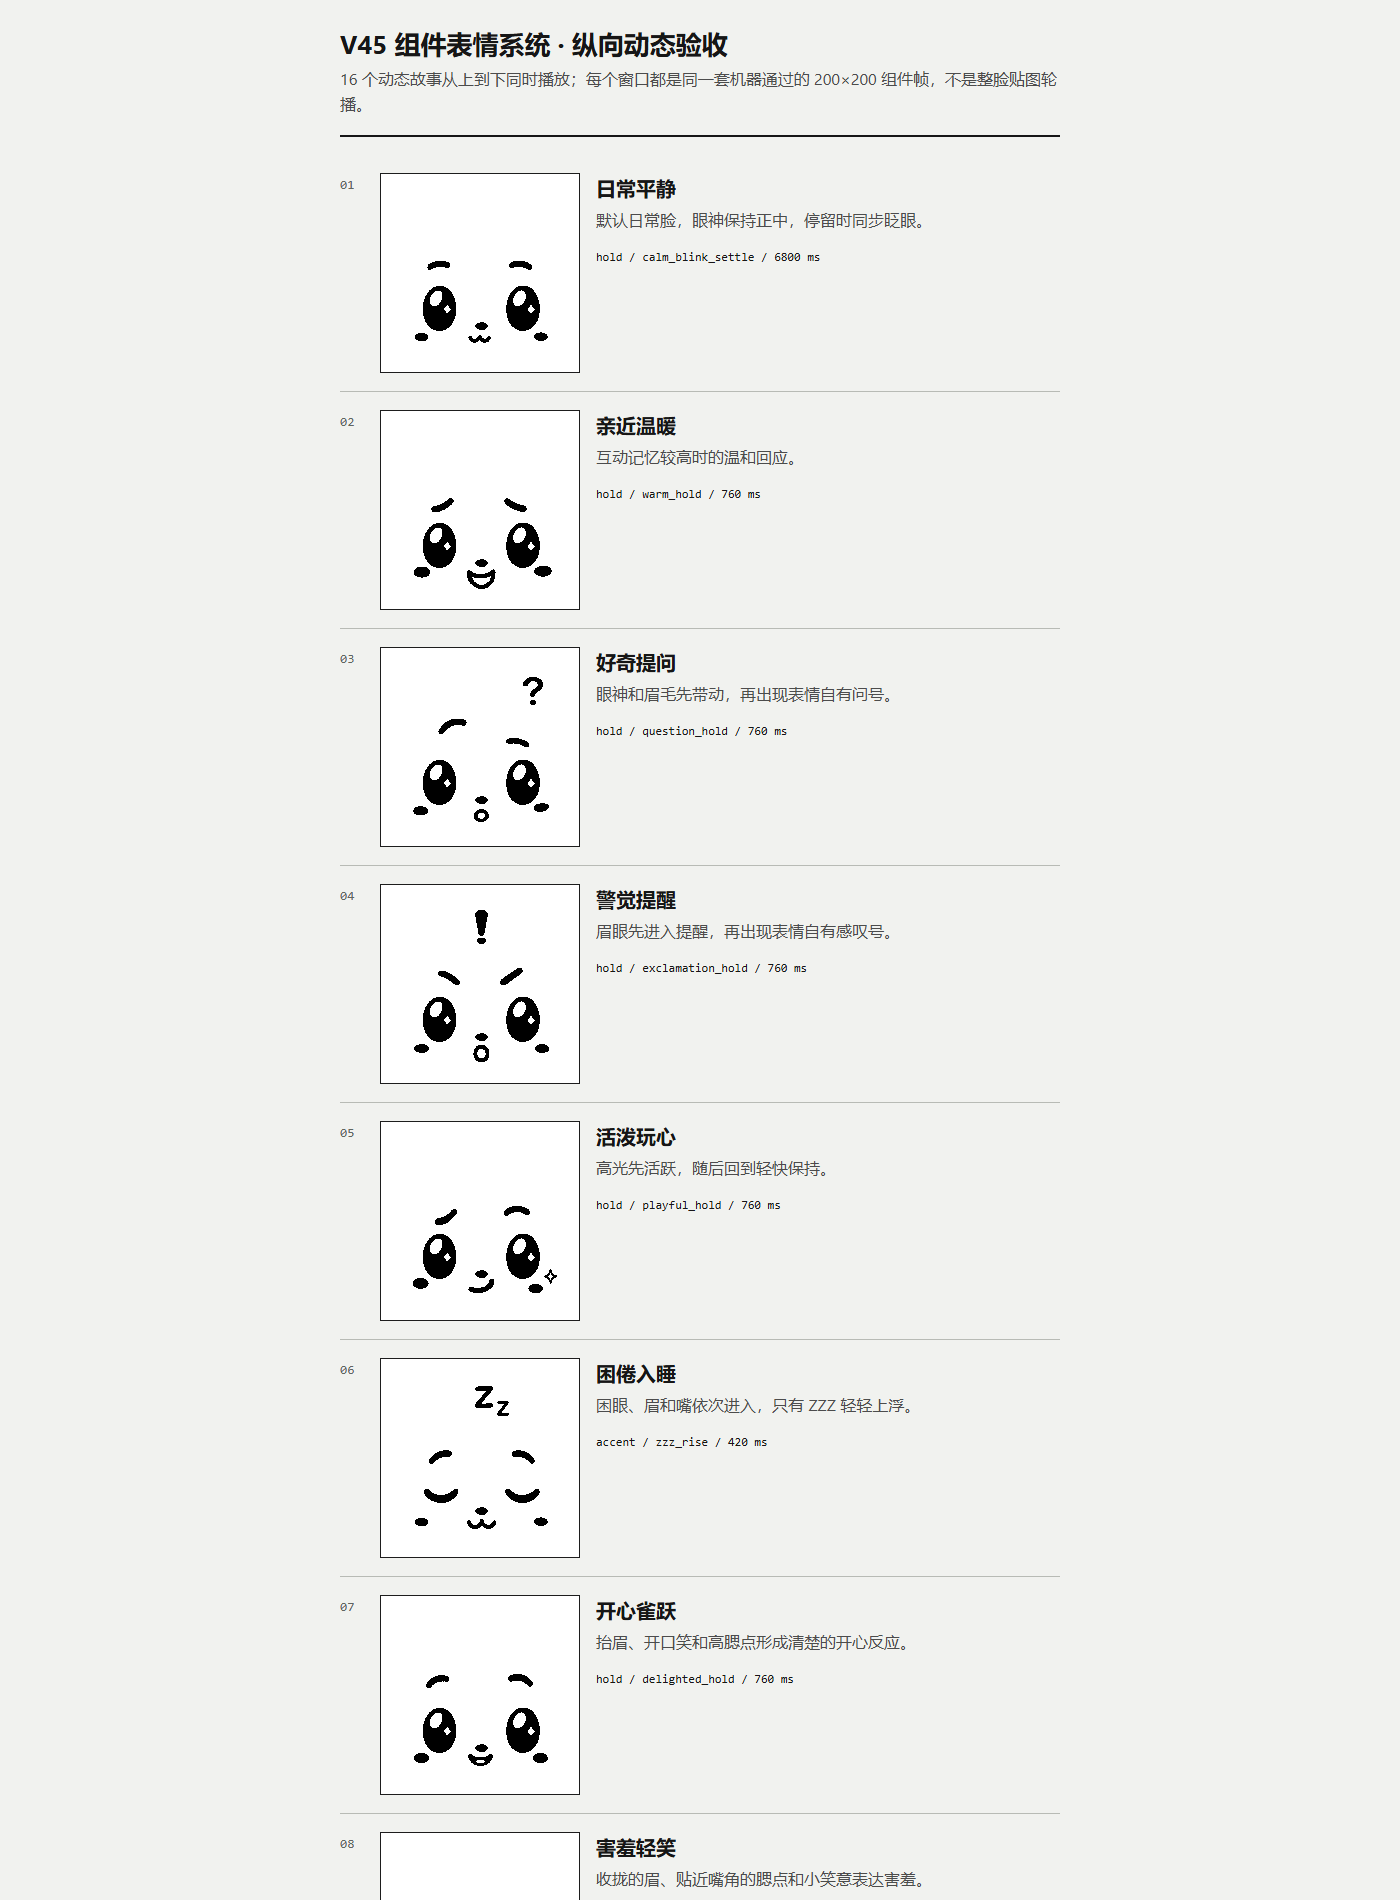 V45 组件表情系统 · 纵向动态验收
16 个动态故事从上到下同时播放；每个窗口都是同一套机器通过的 200×200 组件帧，不是整脸贴图轮
播。
01
日常平静
默认日常脸，眼神保持正中，停留时同步眨眼。
hold / calm_blink_settle / 6800 ms
02
亲近温暖
互动记忆较高时的温和回应。
hold / warm_hold / 760 ms
03
?
好奇提问
眼神和眉毛先带动，再出现表情自有问号。
hold / question_hold / 760 ms
04
!
警觉提醒
眉眼先进入提醒，再出现表情自有感叹号。
hold / exclamation_hold / 760 ms
05
活泼玩心
高光先活跃，随后回到轻快保持。
hold / playful_hold / 760 ms
06
Zz
困倦入睡
困眼、眉和嘴依次进入，只有 ZZZ 轻轻上浮。
accent / zzz_rise / 420 ms
07
开心雀跃
抬眉、开口笑和高腮点形成清楚的开心反应。
hold / delighted_hold / 760 ms
08
害羞轻笑
收拢的眉、贴近嘴角的腮点和小笑意表达害羞。